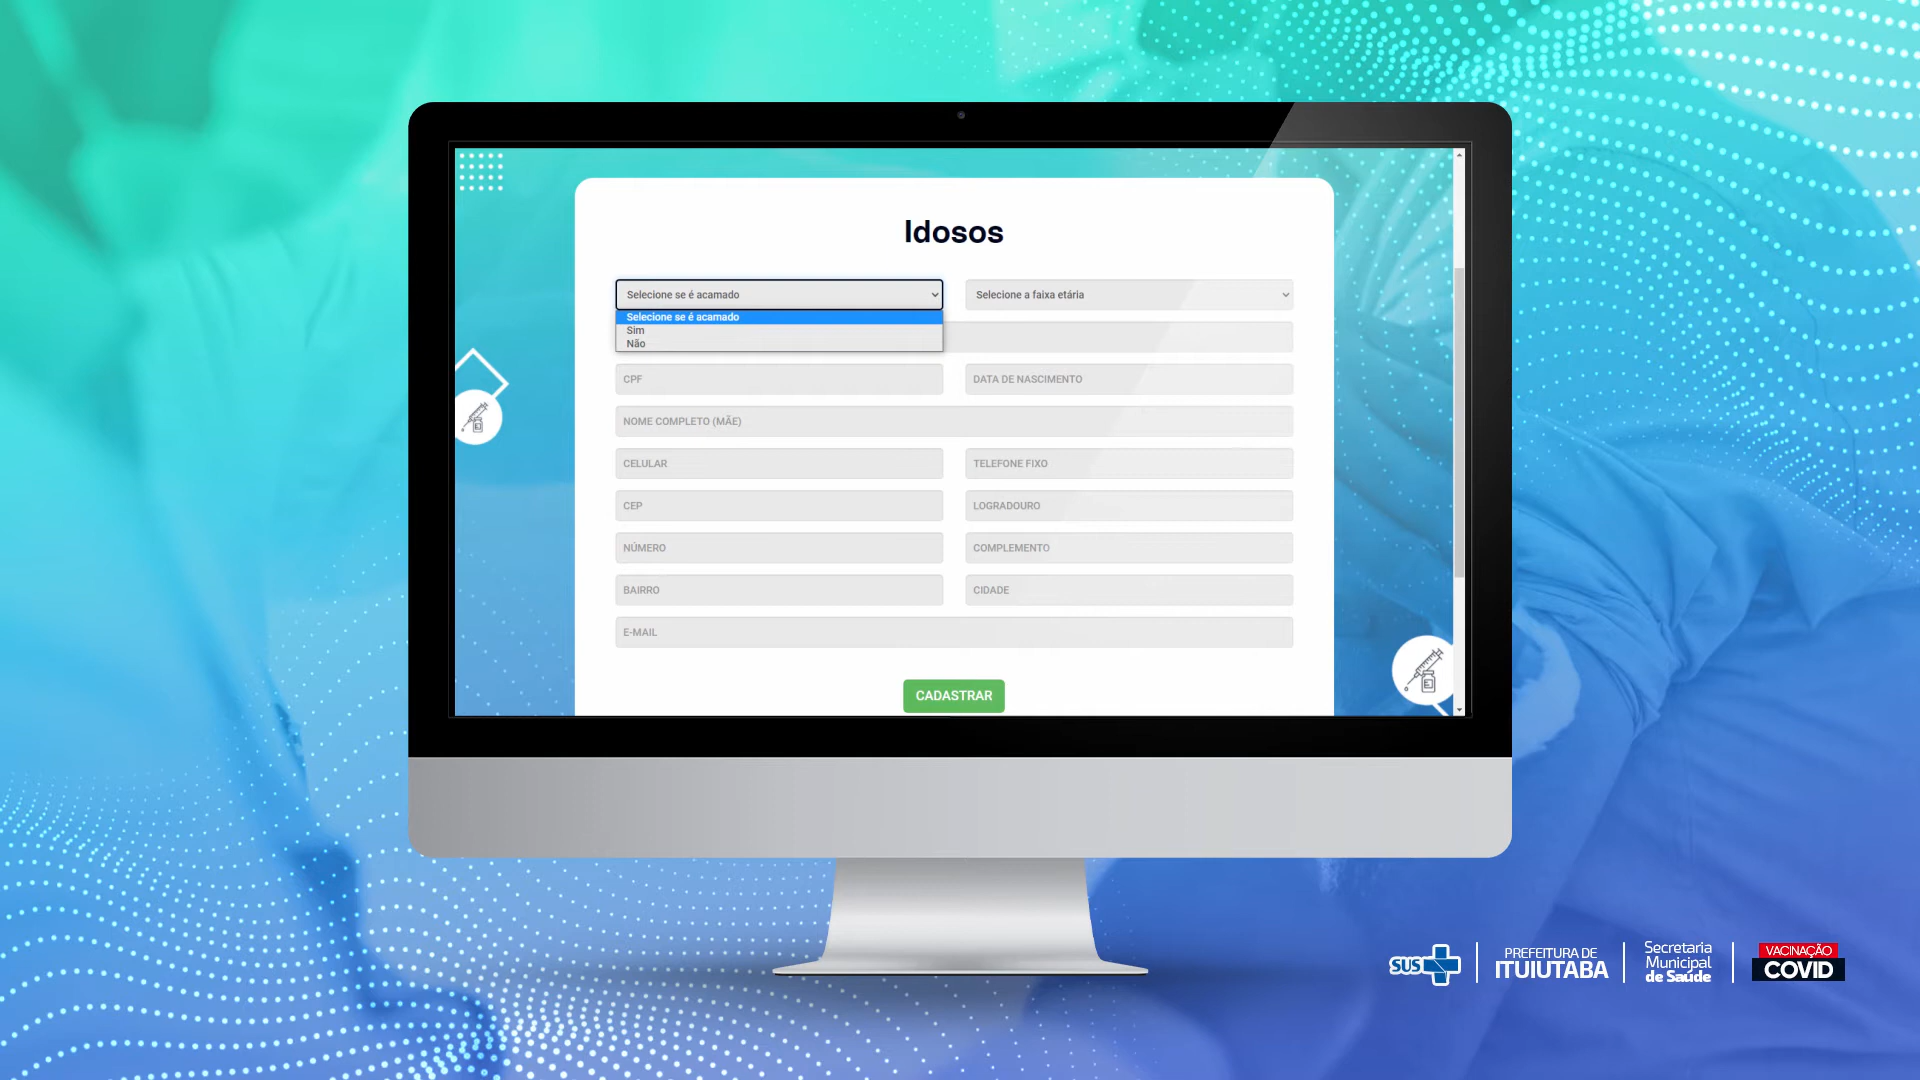 Idosos
Selecione se é acamado
Selecione a faixa etária
Selecione se é acamado
Sim
Não
CPF
DATA DE NASCIMENTO
NOME COMPLETO (MÃE)
CELULAR
TELEFONE FIXO
CEP
LOGRADOURO
NÚMERO
COMPLEMENTO
BAIRRO
CIDADE
E-MAIL
CADASTRAR
SUS
PREFEITURA DE
ITUIUTABA
Secretaria
Municipal
de Saúde
VACINAÇÃO
COVID